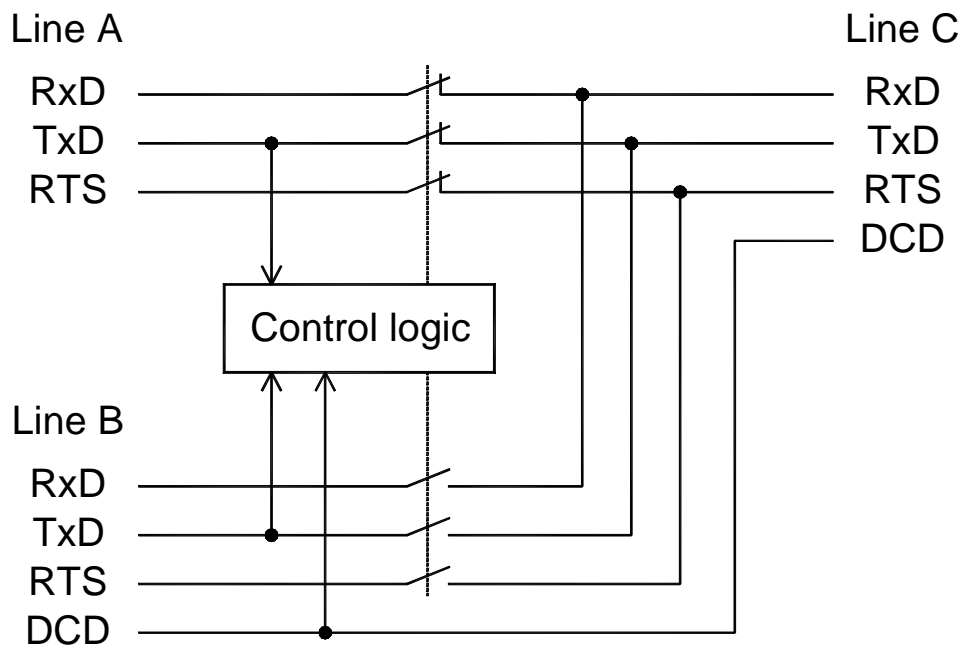 Line A
RxD
TxD
RTS
Line C
RxD
TxD
RTS
DCD
Control logic
Line B
RxD
TxD
RTS
DCD